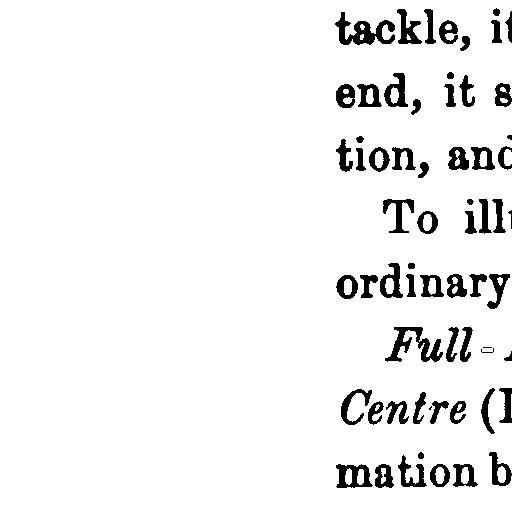 tackle, it
end, it s
tion, and
To ill
ordinary
Full-
Centre (
mation b